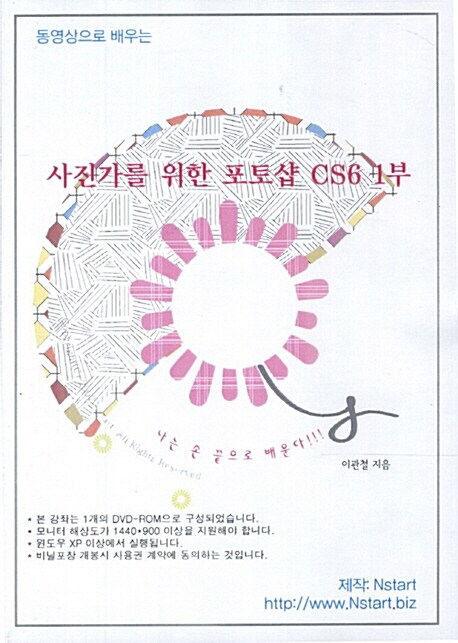 동영상으로 배우는
사진가를 위한 포토샵 CS6 1부
나는 손 끝으로 배운다!!!
All Rights Reserved
이관철 지음
• 본 강좌는 1개의 DVD-ROM으로 구성되었습니다.
• 모니터 해상도가 1440*900 이상을 지원해야 합니다.
• 윈도우 XP 이상에서 실행됩니다.
• 비닐포장 개봉시 사용권 계약에 동의하는 것입니다.
제작: Nstart
http://www.Nstart.biz